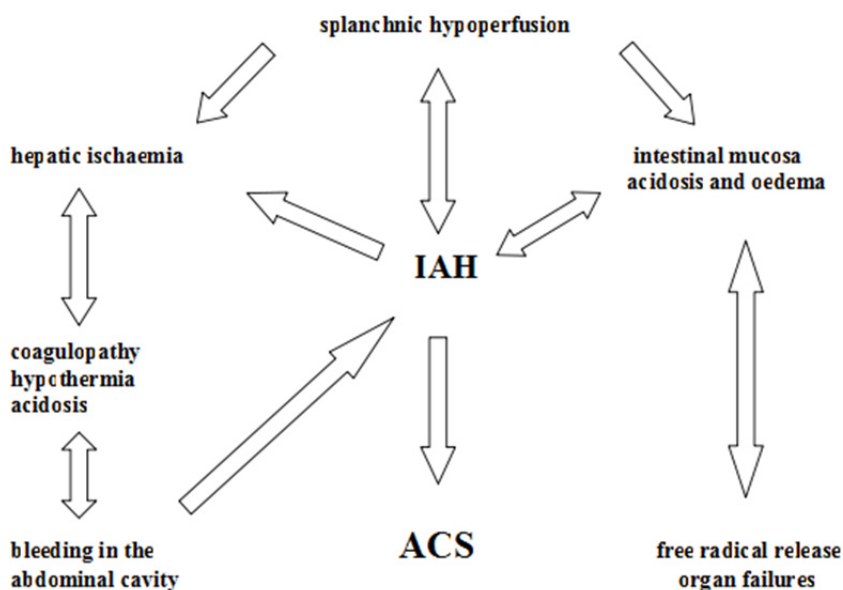 splanchnic hypoperfusion
hepatic ischaemia
intestinal mucosa
acidosis and oedema
IAH
coagulopathy
hypothermia
acidosis
bleeding in the
abdominal cavity
ACS
free radical release
organ failures